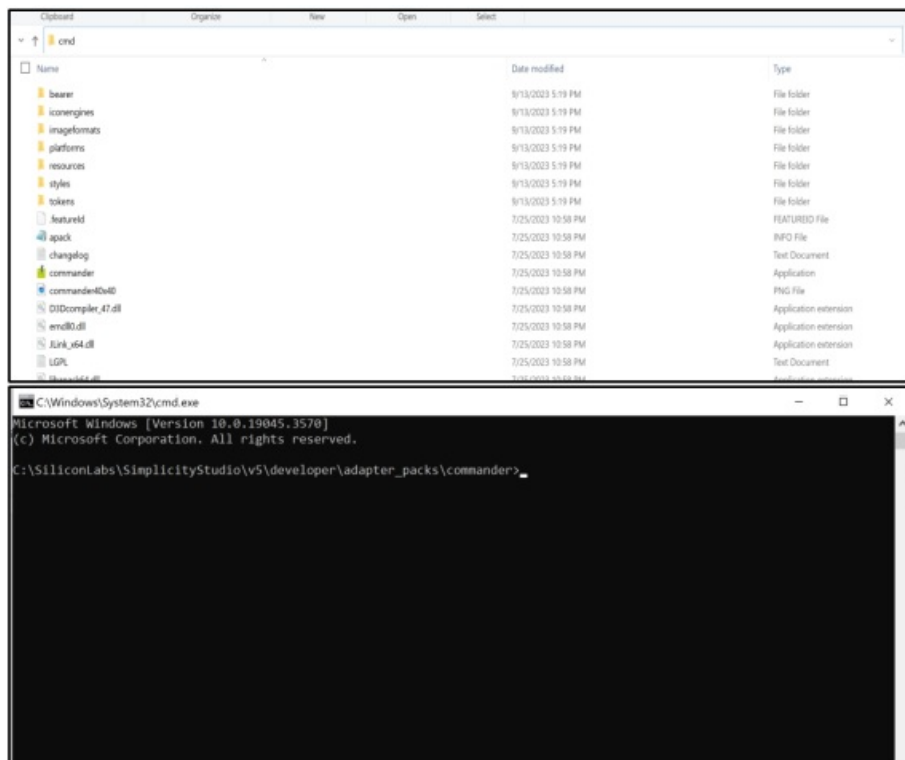 Clipboard Organize New Open Select
cmd
Name Date modified Type
bearer 9/13/2023 5:19 PM File folder
iconengines 9/13/2023 5:19 PM File folder
imageformats 9/13/2023 5:19 PM File folder
platforms 9/13/2023 5:19 PM File folder
resources 9/13/2023 5:19 PM File folder
styles 9/13/2023 5:19 PM File folder
tokens 9/13/2023 5:19 PM File folder
.featureId 7/25/2023 10:58 PM FEATUREID File
apack 7/25/2023 10:58 PM INFO File
changelog 7/25/2023 10:58 PM Text Document
commander 7/25/2023 10:58 PM Application
commander40x40 7/25/2023 10:58 PM PNG File
D3Dcompiler_47.dll 7/25/2023 10:58 PM Application extension
emdll0.dll 7/25/2023 10:58 PM Application extension
JLink_x64.dll 7/25/2023 10:58 PM Application extension
LGPL 7/25/2023 10:58 PM Text Document
7/25/2023 10:58 PM Application extension
C:\Windows\System32\cmd.exe
Microsoft Windows [Version 10.0.19045.3570]
(c) Microsoft Corporation. All rights reserved.
C:\SiliconLabs\SimplicityStudio\v5\developer\adapter_packs\commander>_